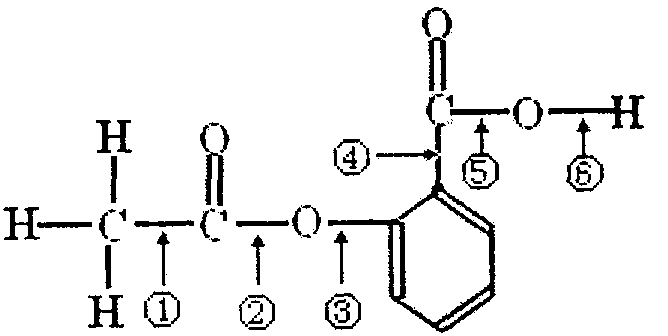 O
C O H
④ ⑤ ⑥
H O
H C C O
H ① ② ③